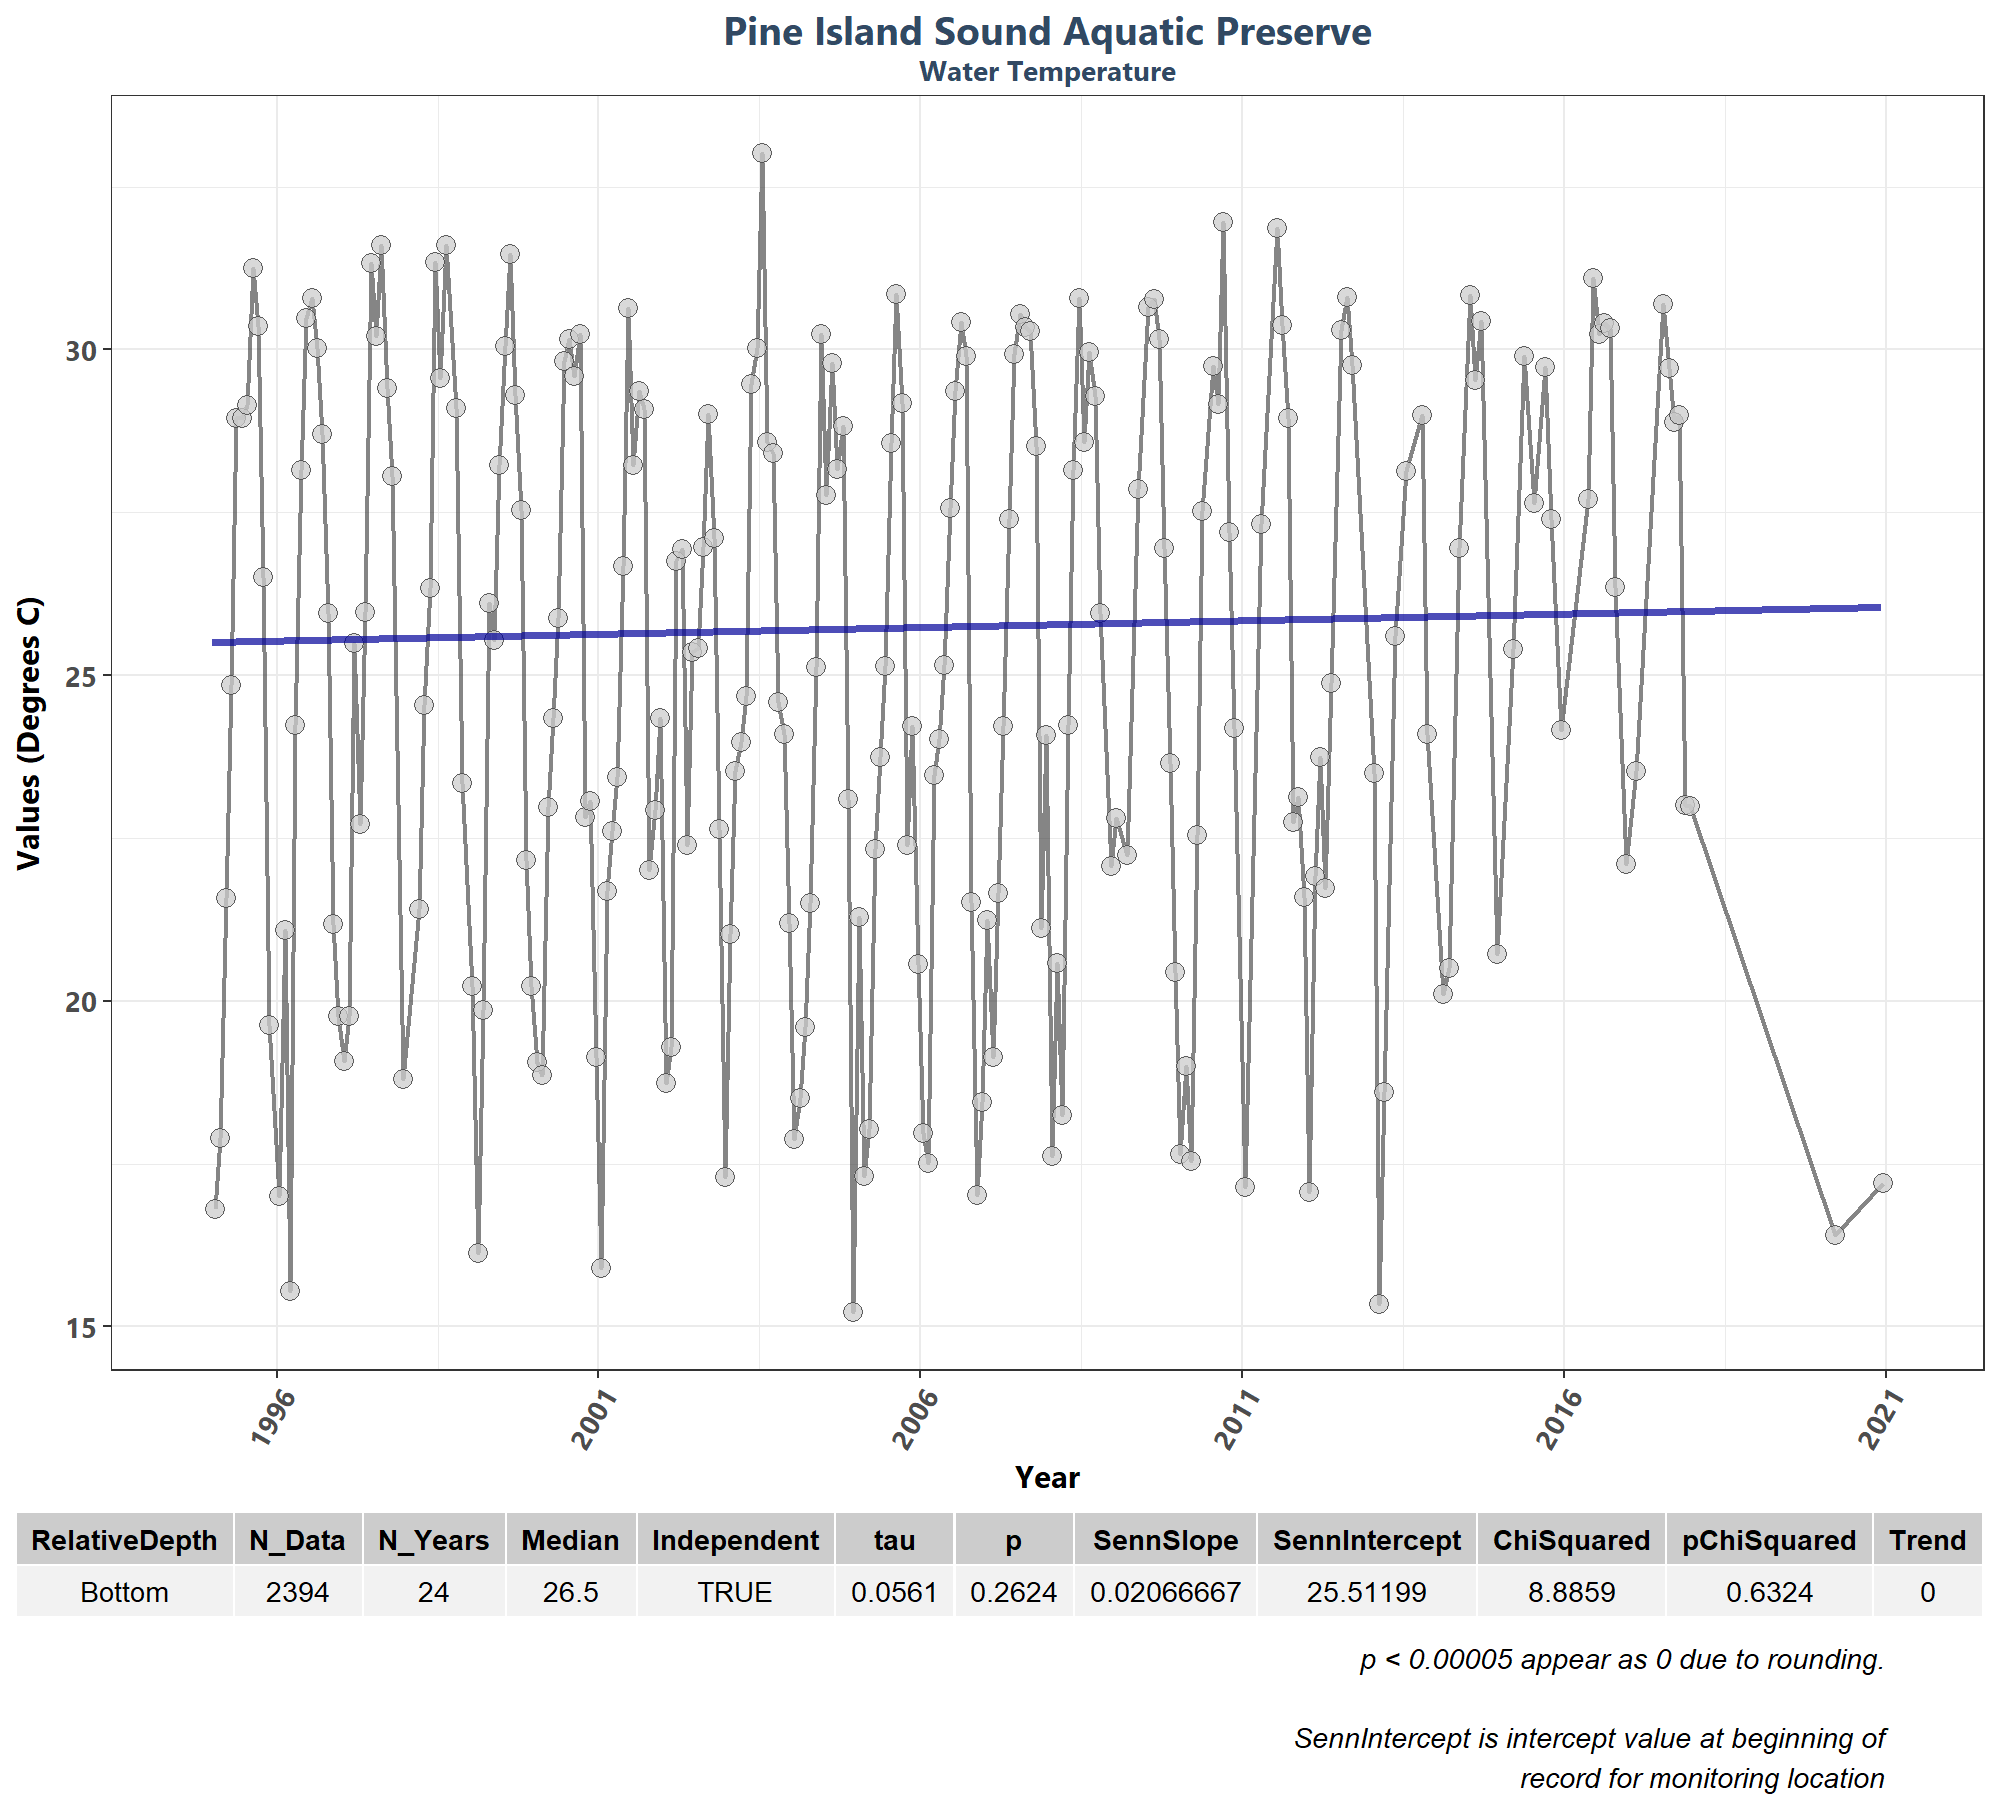 Pine Island Sound Aquatic Preserve
Water Temperature
Values (Degrees C)
30
25
20
15
1996
2001
2006
2011
2016
2021
Year
RelativeDepth N_Data N_Years Median Independent tau p SennSlope SennIntercept ChiSquared pChiSquared Trend
Bottom 2394 24 26.5 TRUE 0.0561 0.2624 0.02066667 25.51199 8.8859 0.6324 0
p < 0.00005 appear as 0 due to rounding.
SennIntercept is intercept value at beginning of
record for monitoring location